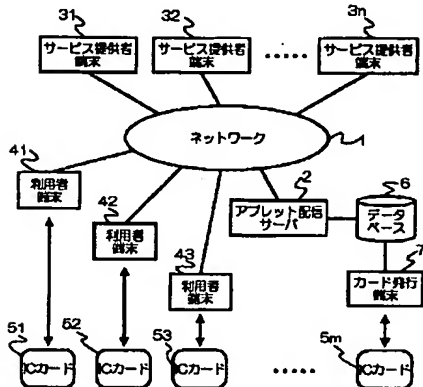 31
32
3n
サービス提供者
端末
サービス提供者
端末
.....
サービス提供者
端末
ネットワーク
1
41
利用者
端末
42
利用者
端末
43
利用者
端末
2
アプレット配信
サーバ
6
データ
ベース
7
カード発行
端末
51
ICカード
52
ICカード
53
ICカード
.....
5m
ICカード